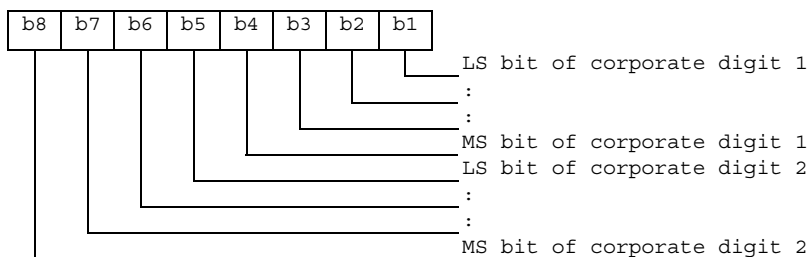 b8 b7 b6 b5 b4 b3 b2 b1
LS bit of corporate digit 1
:
:
MS bit of corporate digit 1
LS bit of corporate digit 2
:
:
MS bit of corporate digit 2